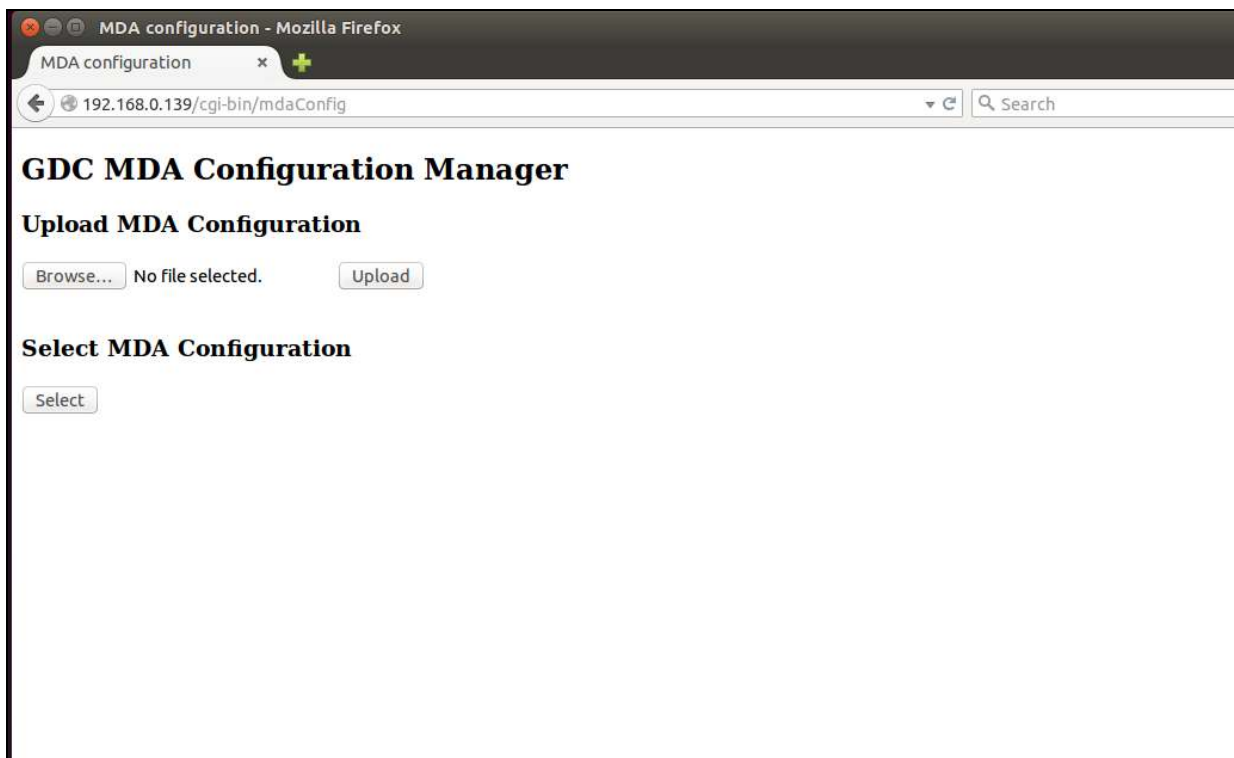 MDA configuration - Mozilla Firefox
MDA configuration
192.168.0.139/cgi-bin/mdaConfig Search
GDC MDA Configuration Manager
Upload MDA Configuration
Browse... No file selected. Upload
Select MDA Configuration
Select